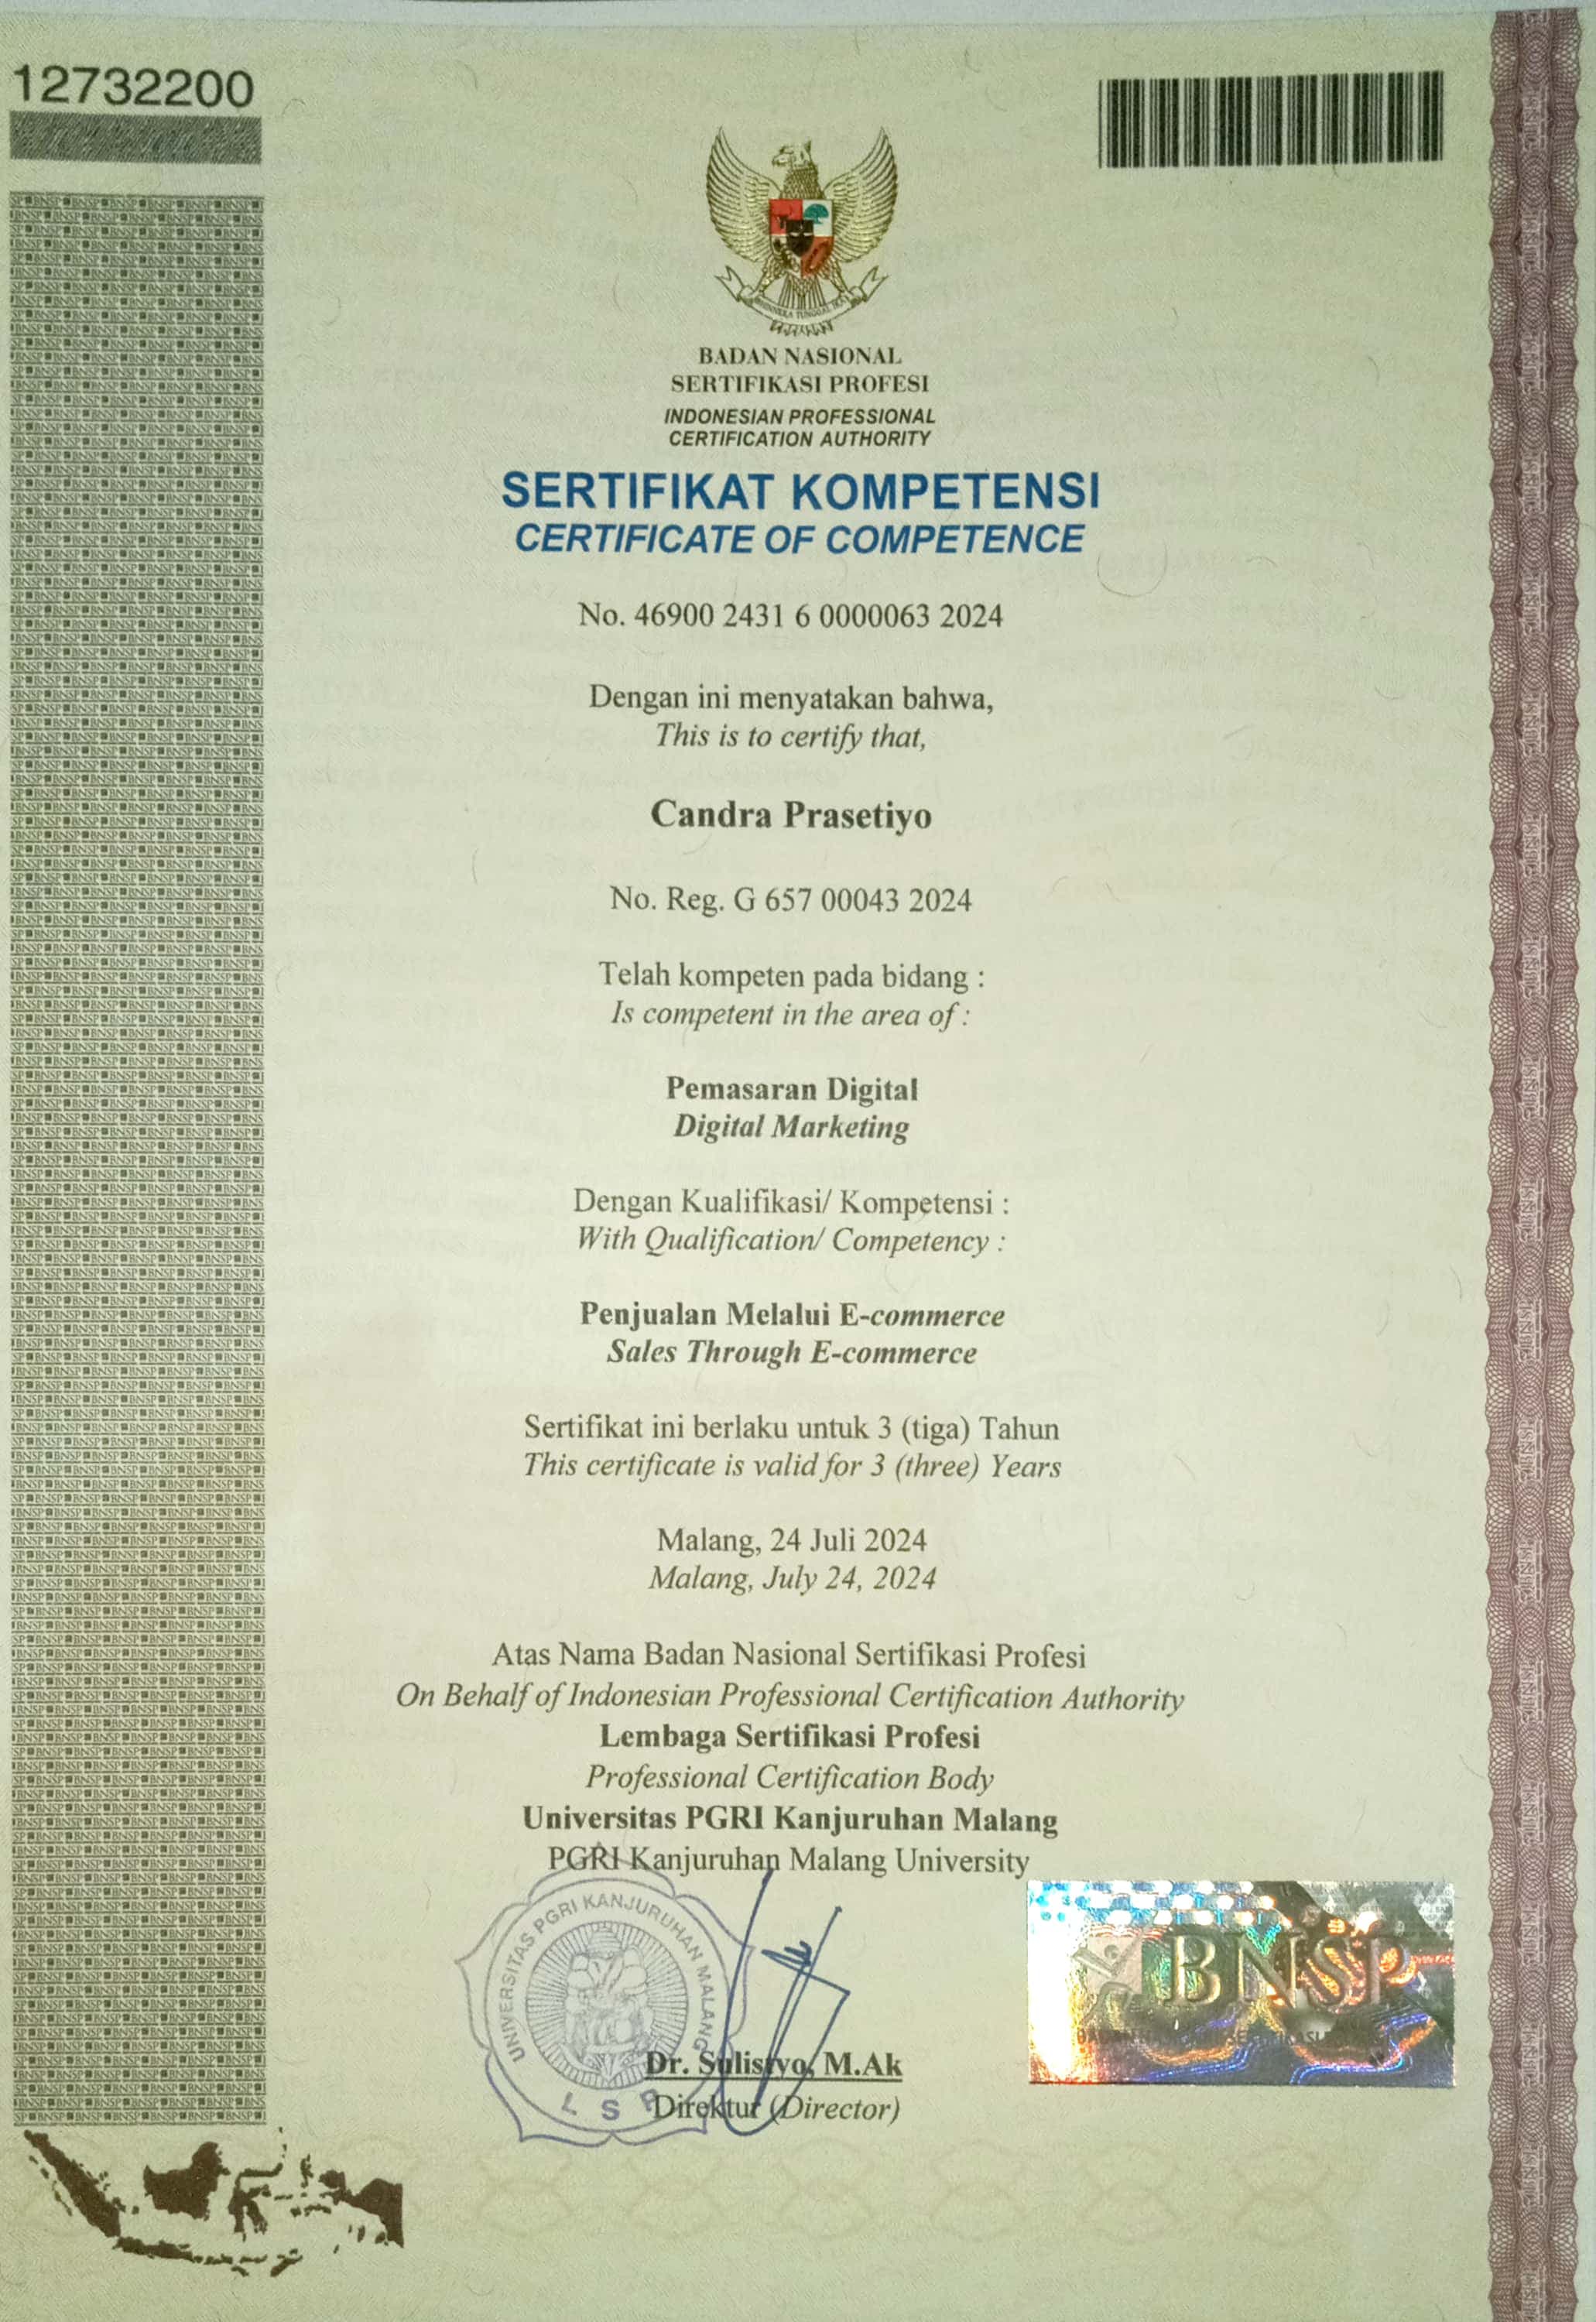 12732200
BADAN NASIONAL
SERTIFIKASI PROFESI
INDONESIAN PROFESSIONAL
CERTIFICATION AUTHORITY
SERTIFIKAT KOMPETENSI
CERTIFICATE OF COMPETENCE
No. 46900 2431 6 0000063 2024
Dengan ini menyatakan bahwa,
This is to certify that,
Candra Prasetiyo
No. Reg. G 657 00043 2024
Telah kompeten pada bidang :
Is competent in the area of :
Pemasaran Digital
Digital Marketing
Dengan Kualifikasi/ Kompetensi :
With Qualification/ Competency :
Penjualan Melalui E-commerce
Sales Through E-commerce
Sertifikat ini berlaku untuk 3 (tiga) Tahun
This certificate is valid for 3 (three) Years
Malang, 24 Juli 2024
Malang, July 24, 2024
Atas Nama Badan Nasional Sertifikasi Profesi
On Behalf of Indonesian Professional Certification Authority
Lembaga Sertifikasi Profesi
Professional Certification Body
Universitas PGRI Kanjuruhan Malang
PGRI Kanjuruhan Malang University
UNIVERSITAS PGRI KANJURUHAN MALANG
L S P
BNSP
Dr. Sulistyo, M.Ak
Direktur (Director)